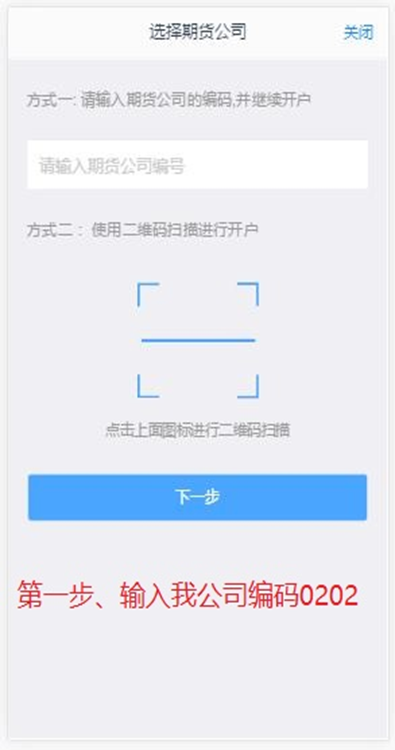 选择期货公司 关闭
方式一: 请输入期货公司的编码,并继续开户
请输入期货公司编号
方式二： 使用二维码扫描进行开户
点击上面图标进行二维码扫描
下一步
第一步、输入我公司编码0202